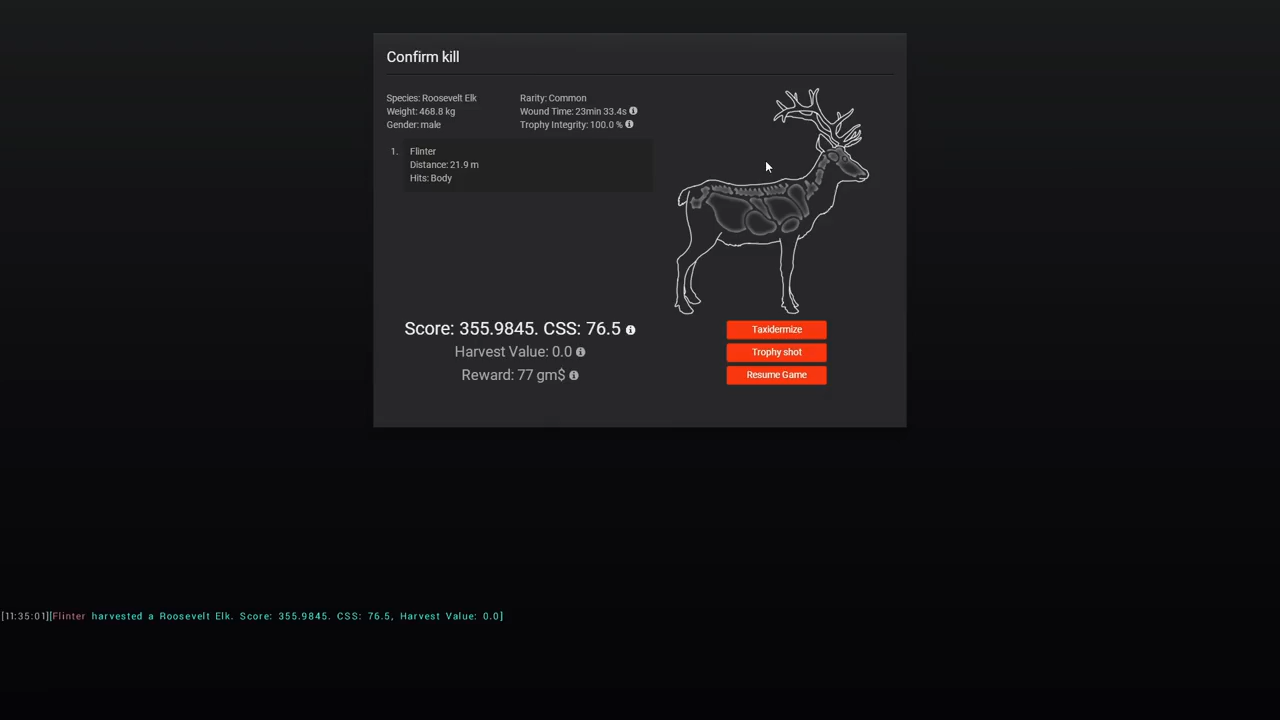 Confirm kill
Species: Roosevelt Elk
Weight: 468.8 kg
Gender: male
Rarity: Common
Wound Time: 23min 33.4s
Trophy Integrity: 100.0 %
1. Flinter
Distance: 21.9 m
Hits: Body
Score: 355.9845. CSS: 76.5
Harvest Value: 0.0
Reward: 77 gm$
Taxidermize
Trophy shot
Resume Game
[11:35:01][Flinter harvested a Roosevelt Elk. Score: 355.9845. CSS: 76.5, Harvest Value: 0.0]